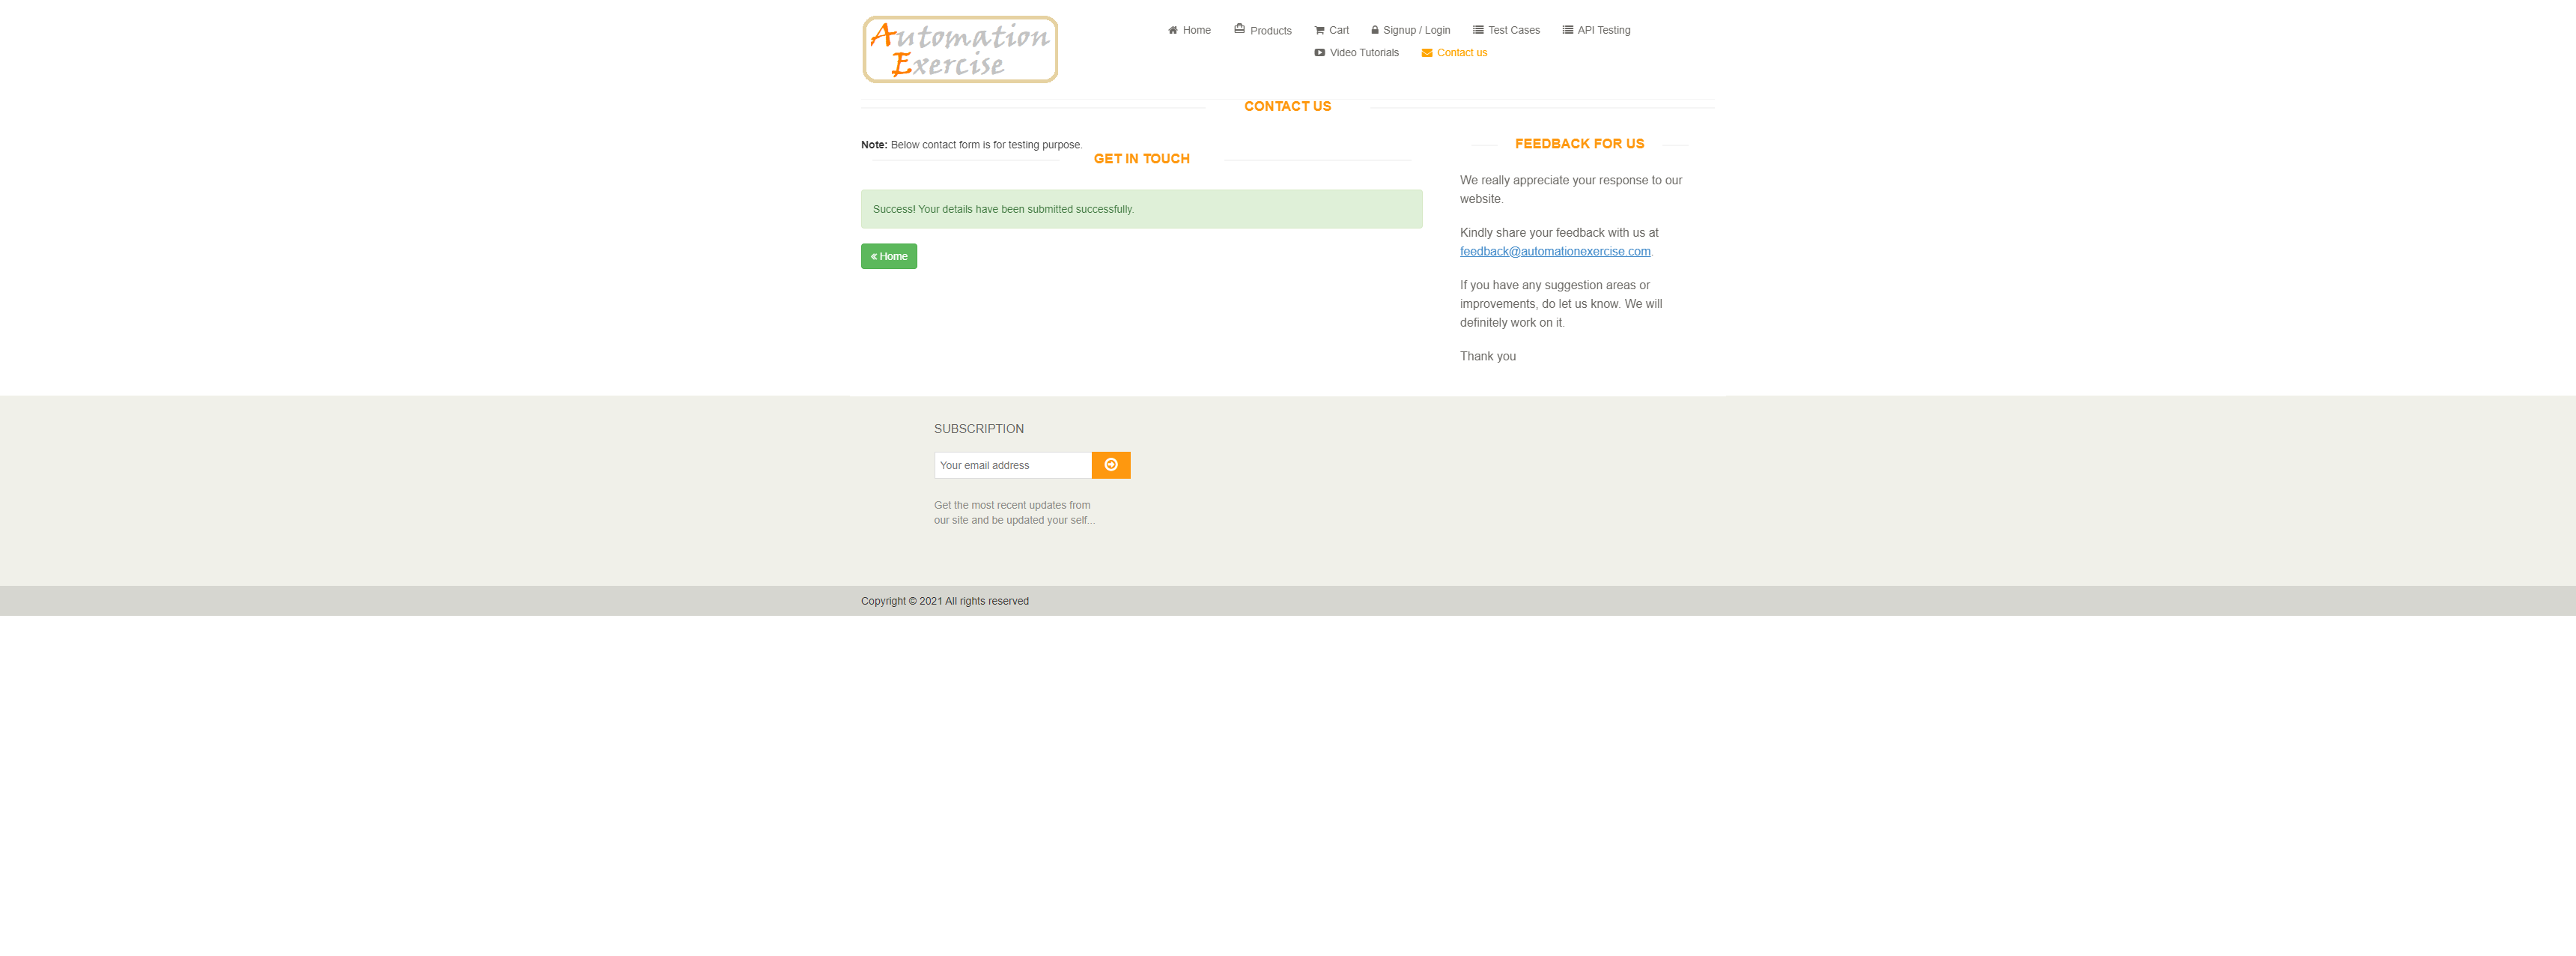 Automation
Exercise
Home
Products
Cart
Signup / Login
Test Cases
API Testing
Video Tutorials
Contact us
CONTACT US
Note: Below contact form is for testing purpose.
GET IN TOUCH
Success! Your details have been submitted successfully.
« Home
FEEDBACK FOR US
We really appreciate your response to our
website.
Kindly share your feedback with us at
feedback@automationexercise.com.
If you have any suggestion areas or
improvements, do let us know. We will
definitely work on it.
Thank you
SUBSCRIPTION
Your email address
Get the most recent updates from
our site and be updated your self...
Copyright © 2021 All rights reserved